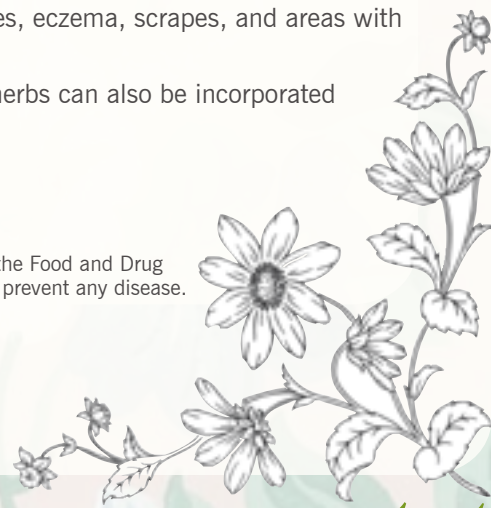 es, eczema, scrapes, and areas with
herbs can also be incorporated
the Food and Drug
prevent any disease.